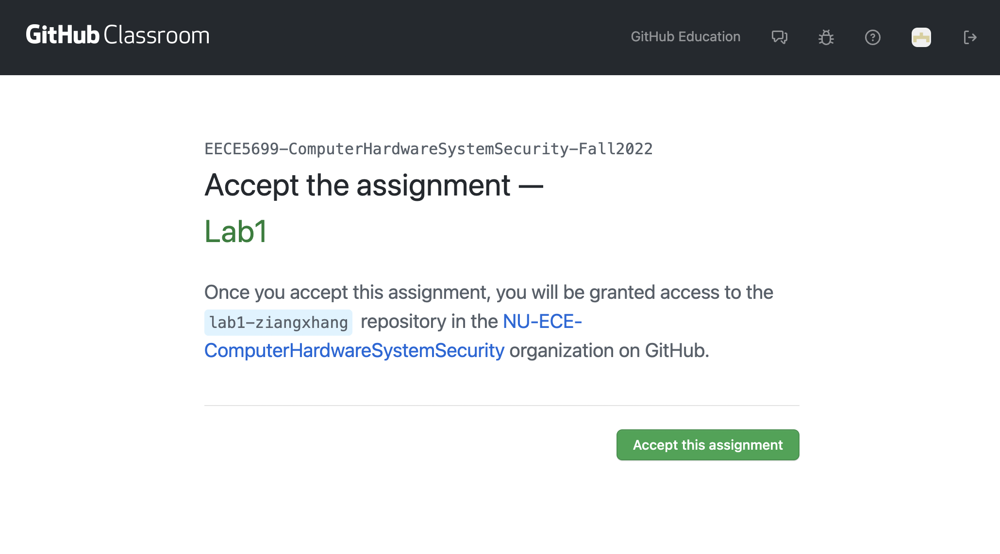 GitHub Classroom
GitHub Education
EECE5699-ComputerHardwareSystemSecurity-Fall2022
Accept the assignment —
Lab1
Once you accept this assignment, you will be granted access to the
lab1-ziangxhang repository in the NU-ECE-
ComputerHardwareSystemSecurity organization on GitHub.
Accept this assignment